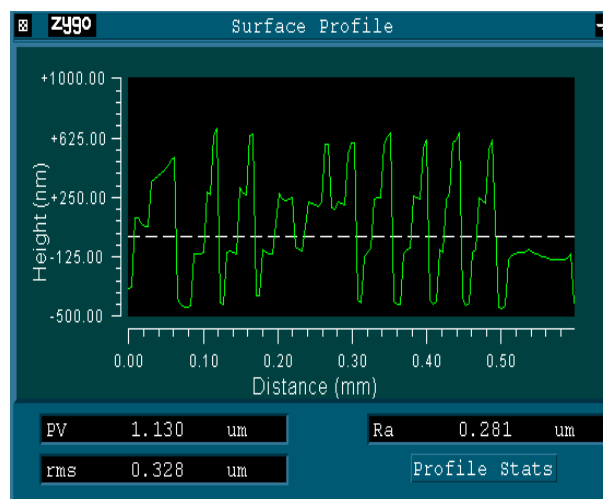 zygo Surface Profile
+1000.00
+625.00
+250.00
-125.00
-500.00
Height (nm)
0.00 0.10 0.20 0.30 0.40 0.50
Distance (mm)
PV 1.130 um Ra 0.281 um
rms 0.328 um Profile Stats